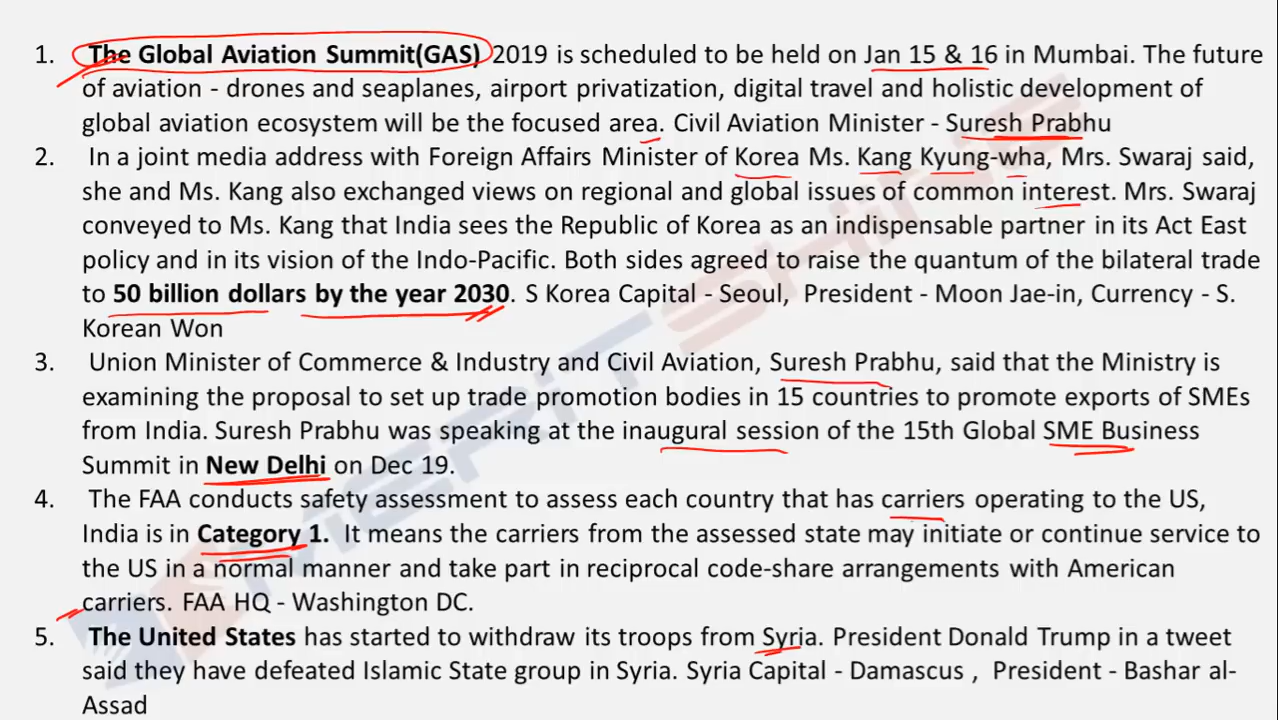 1. The Global Aviation Summit(GAS) 2019 is scheduled to be held on Jan 15 & 16 in Mumbai. The future
of aviation - drones and seaplanes, airport privatization, digital travel and holistic development of
global aviation ecosystem will be the focused area. Civil Aviation Minister - Suresh Prabhu
2. In a joint media address with Foreign Affairs Minister of Korea Ms. Kang Kyung-wha, Mrs. Swaraj said,
she and Ms. Kang also exchanged views on regional and global issues of common interest. Mrs. Swaraj
conveyed to Ms. Kang that India sees the Republic of Korea as an indispensable partner in its Act East
policy and in its vision of the Indo-Pacific. Both sides agreed to raise the quantum of the bilateral trade
to 50 billion dollars by the year 2030. S Korea Capital - Seoul, President - Moon Jae-in, Currency - S.
Korean Won
3. Union Minister of Commerce & Industry and Civil Aviation, Suresh Prabhu, said that the Ministry is
examining the proposal to set up trade promotion bodies in 15 countries to promote exports of SMEs
from India. Suresh Prabhu was speaking at the inaugural session of the 15th Global SME Business
Summit in New Delhi on Dec 19.
4. The FAA conducts safety assessment to assess each country that has carriers operating to the US,
India is in Category 1. It means the carriers from the assessed state may initiate or continue service to
the US in a normal manner and take part in reciprocal code-share arrangements with American
carriers. FAA HQ - Washington DC.
5. The United States has started to withdraw its troops from Syria. President Donald Trump in a tweet
said they have defeated Islamic State group in Syria. Syria Capital - Damascus , President - Bashar al-
Assad